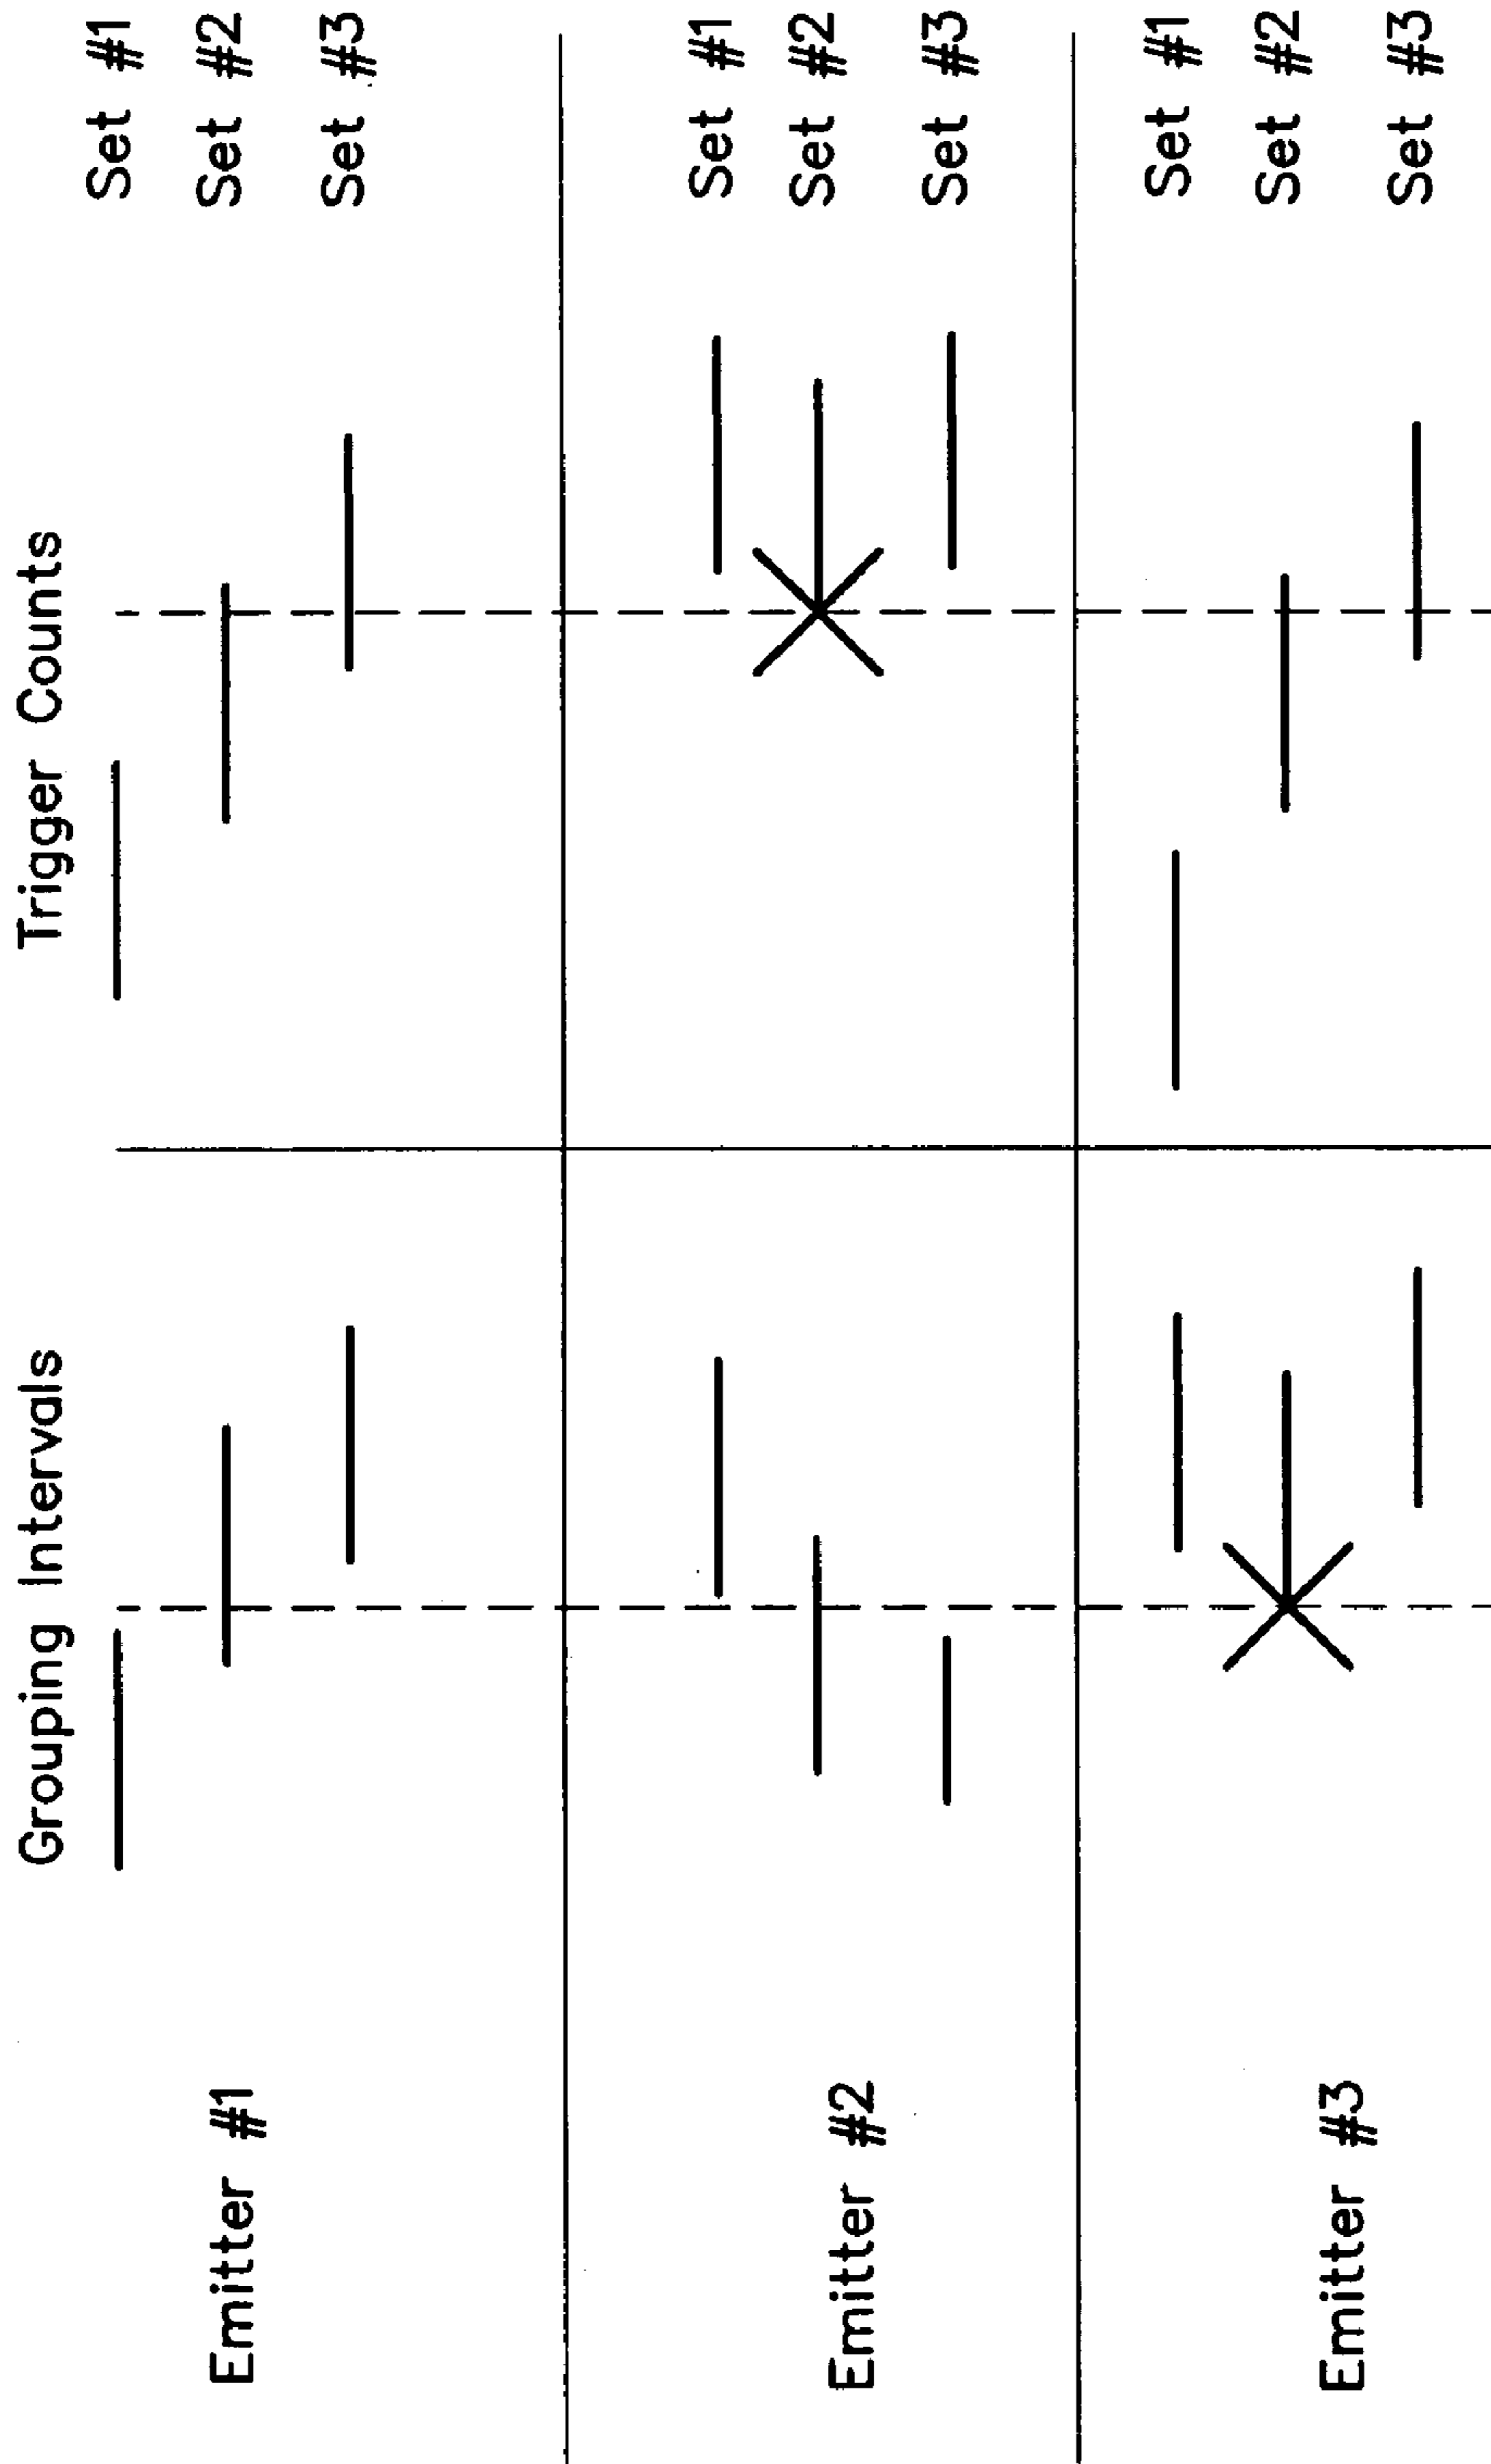 Grouping Intervals Trigger Counts
Set #1
Emitter #1 Set #2
Set #3
Set #1
Emitter #2 Set #2
Set #3
Set #1
Set #2
Emitter #3
Set #3